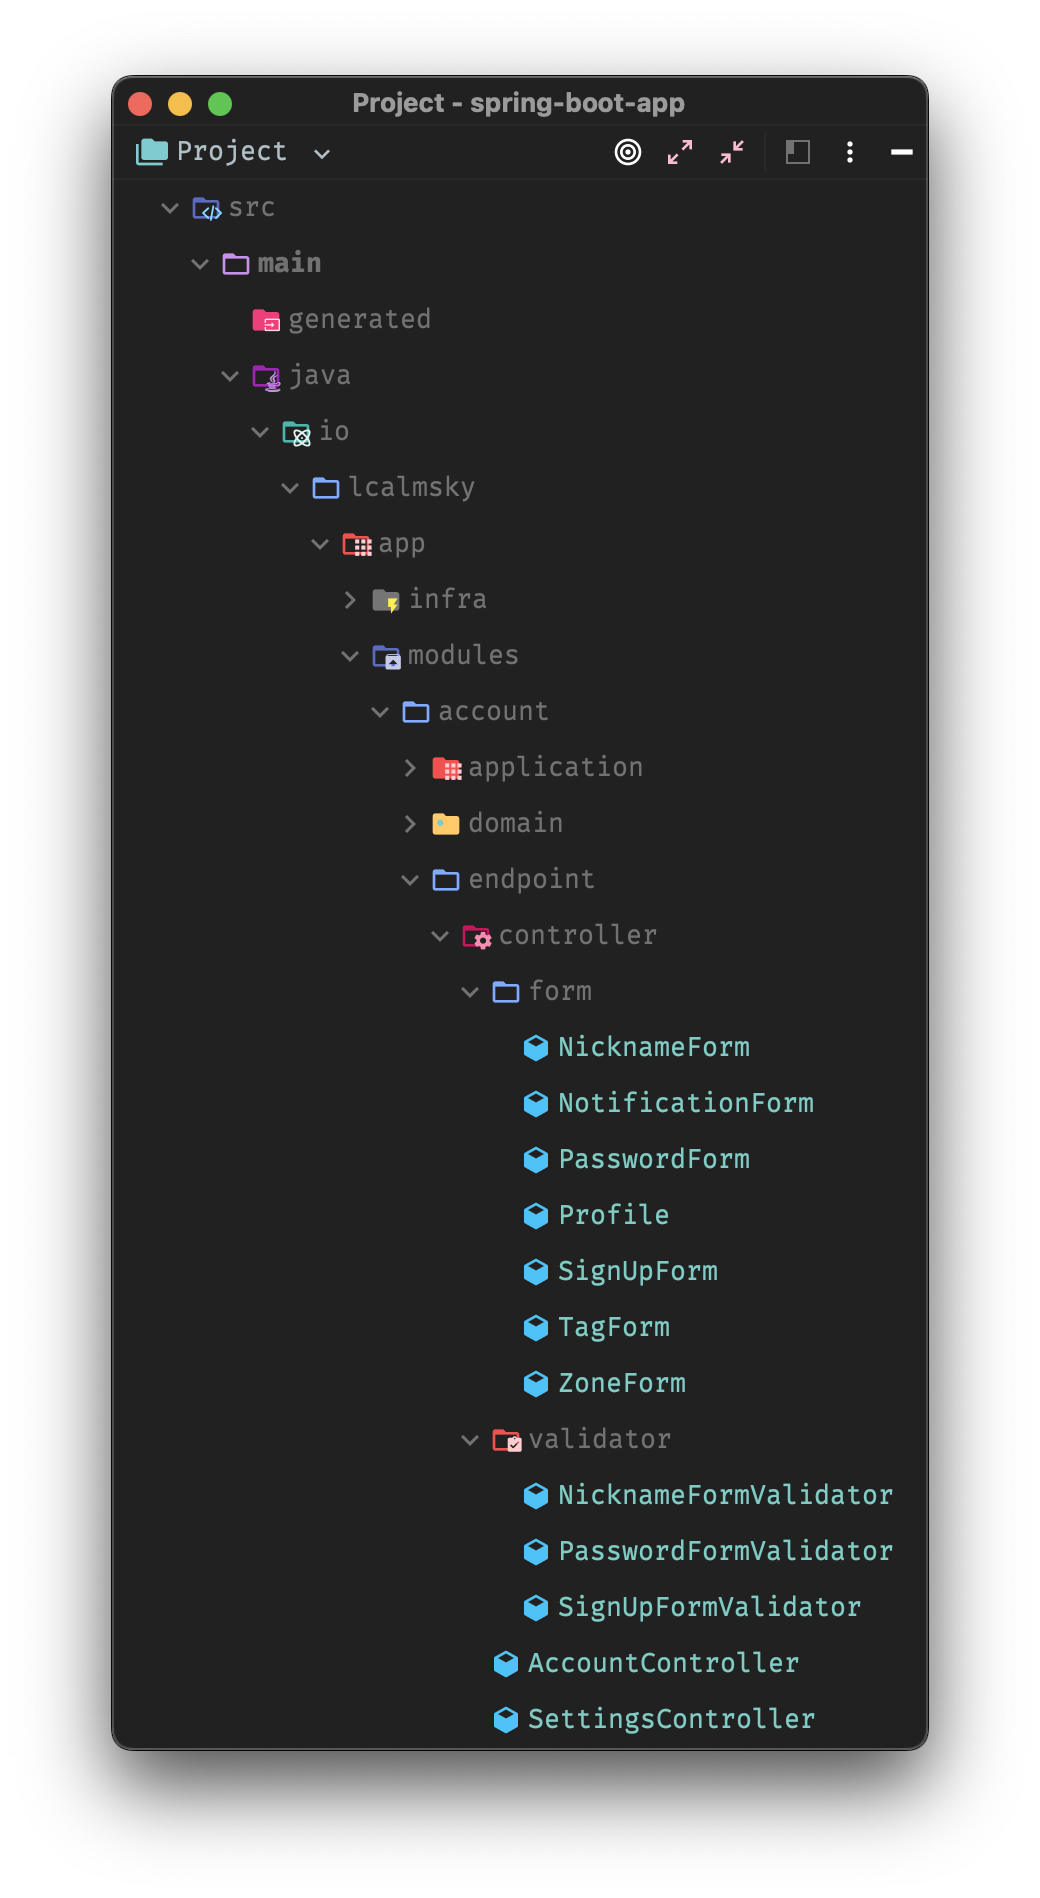 Project - spring-boot-app
Project
src
main
generated
java
io
lcalmsky
app
infra
modules
account
application
domain
endpoint
controller
form
NicknameForm
NotificationForm
PasswordForm
Profile
SignUpForm
TagForm
ZoneForm
validator
NicknameFormValidator
PasswordFormValidator
SignUpFormValidator
AccountController
SettingsController